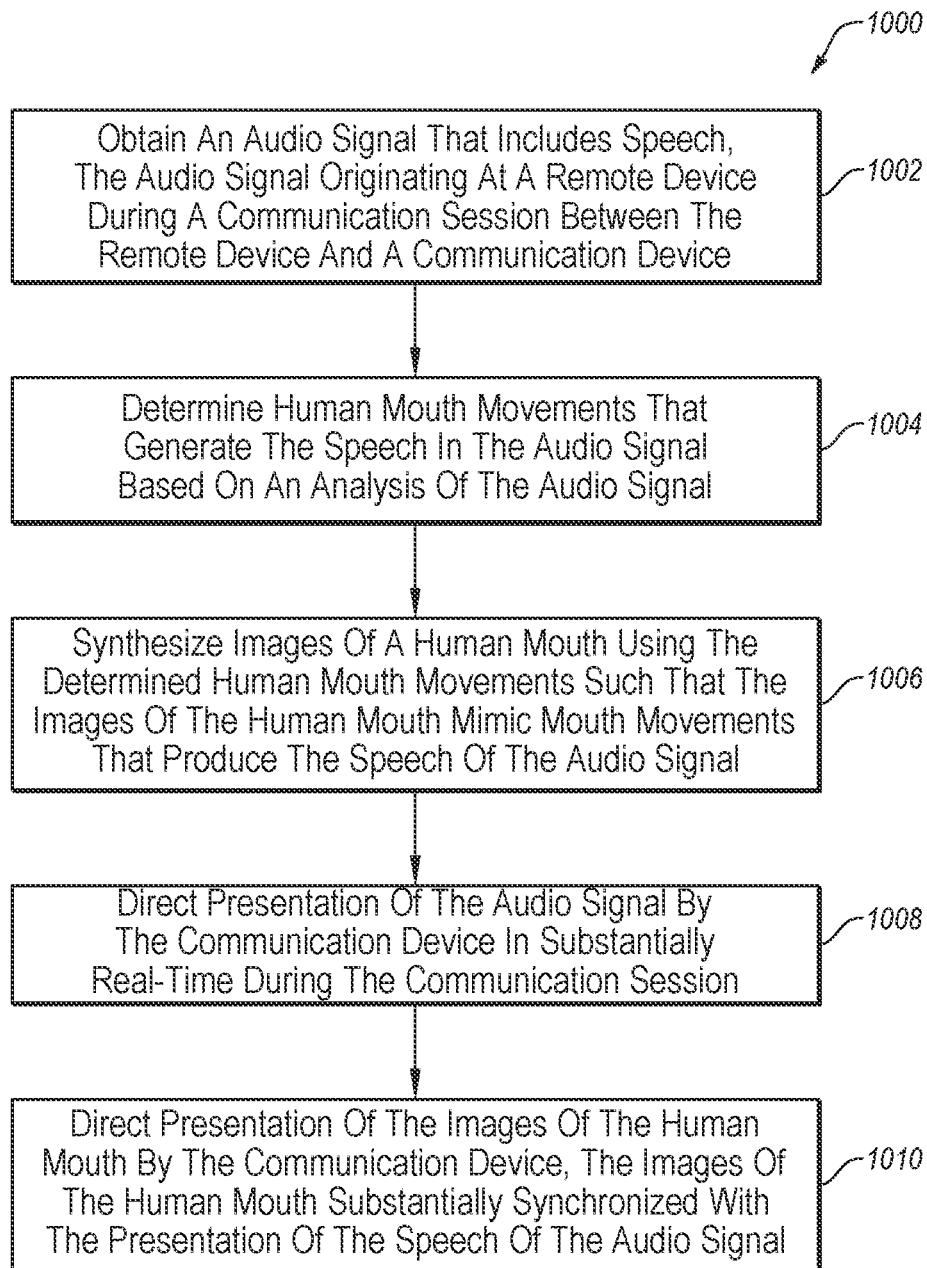 1000
Obtain An Audio Signal That Includes Speech,
The Audio Signal Originating At A Remote Device
During A Communication Session Between The
Remote Device And A Communication Device
1002
Determine Human Mouth Movements That
Generate The Speech In The Audio Signal
Based On An Analysis Of The Audio Signal
1004
Synthesize Images Of A Human Mouth Using The
Determined Human Mouth Movements Such That The
Images Of The Human Mouth Mimic Mouth Movements
That Produce The Speech Of The Audio Signal
1006
Direct Presentation Of The Audio Signal By
The Communication Device In Substantially
Real-Time During The Communication Session
1008
Direct Presentation Of The Images Of The Human
Mouth By The Communication Device, The Images Of
The Human Mouth Substantially Synchronized With
The Presentation Of The Speech Of The Audio Signal
1010